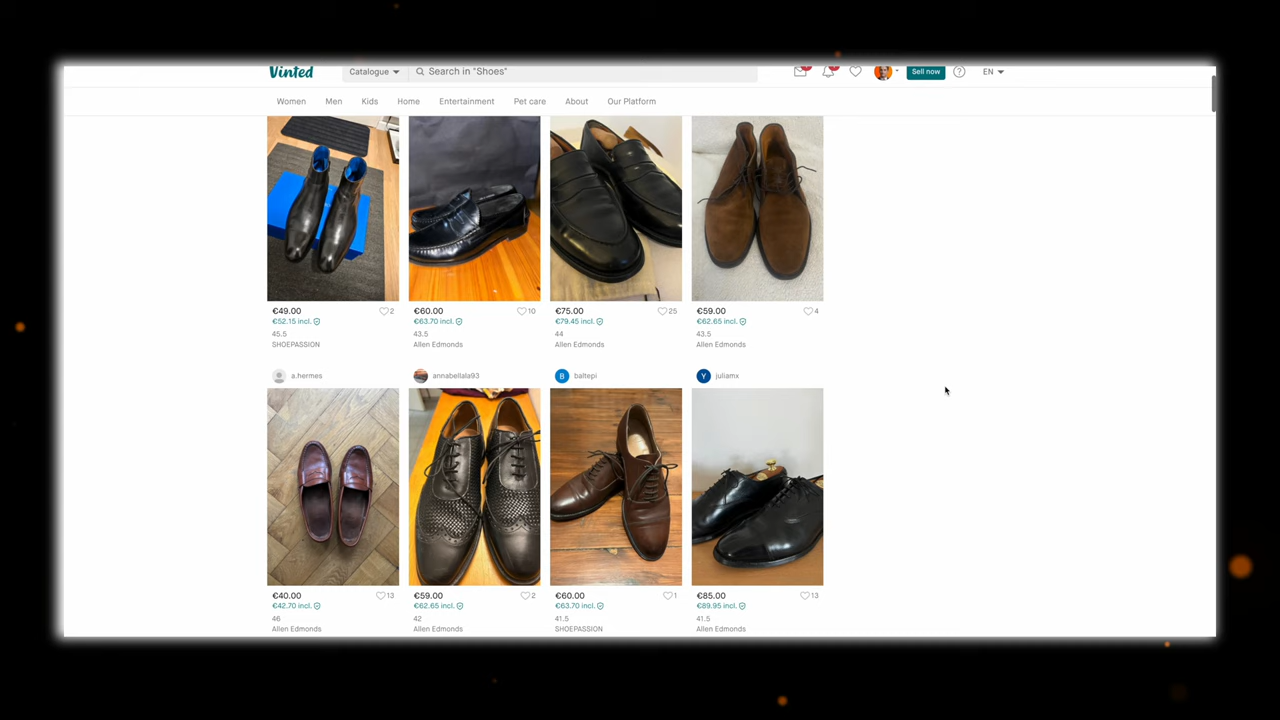 Vinted
Catalogue
Search in "Shoes"
Sell now
EN
Women
Men
Kids
Home
Entertainment
Pet care
About
Our Platform
€49.00
2
€52.15 incl.
45.5
SHOEPASSION
€60.00
10
€63.70 incl.
43.5
Allen Edmonds
€75.00
25
€79.45 incl.
44
Allen Edmonds
€59.00
4
€62.65 incl.
43.5
Allen Edmonds
a.hermes
annabellala93
B
baltepi
Y
juliamx
€40.00
13
€42.70 incl.
46
Allen Edmonds
€59.00
2
€62.65 incl.
42
Allen Edmonds
€60.00
1
€63.70 incl.
41.5
SHOEPASSION
€85.00
13
€89.95 incl.
41.5
Allen Edmonds